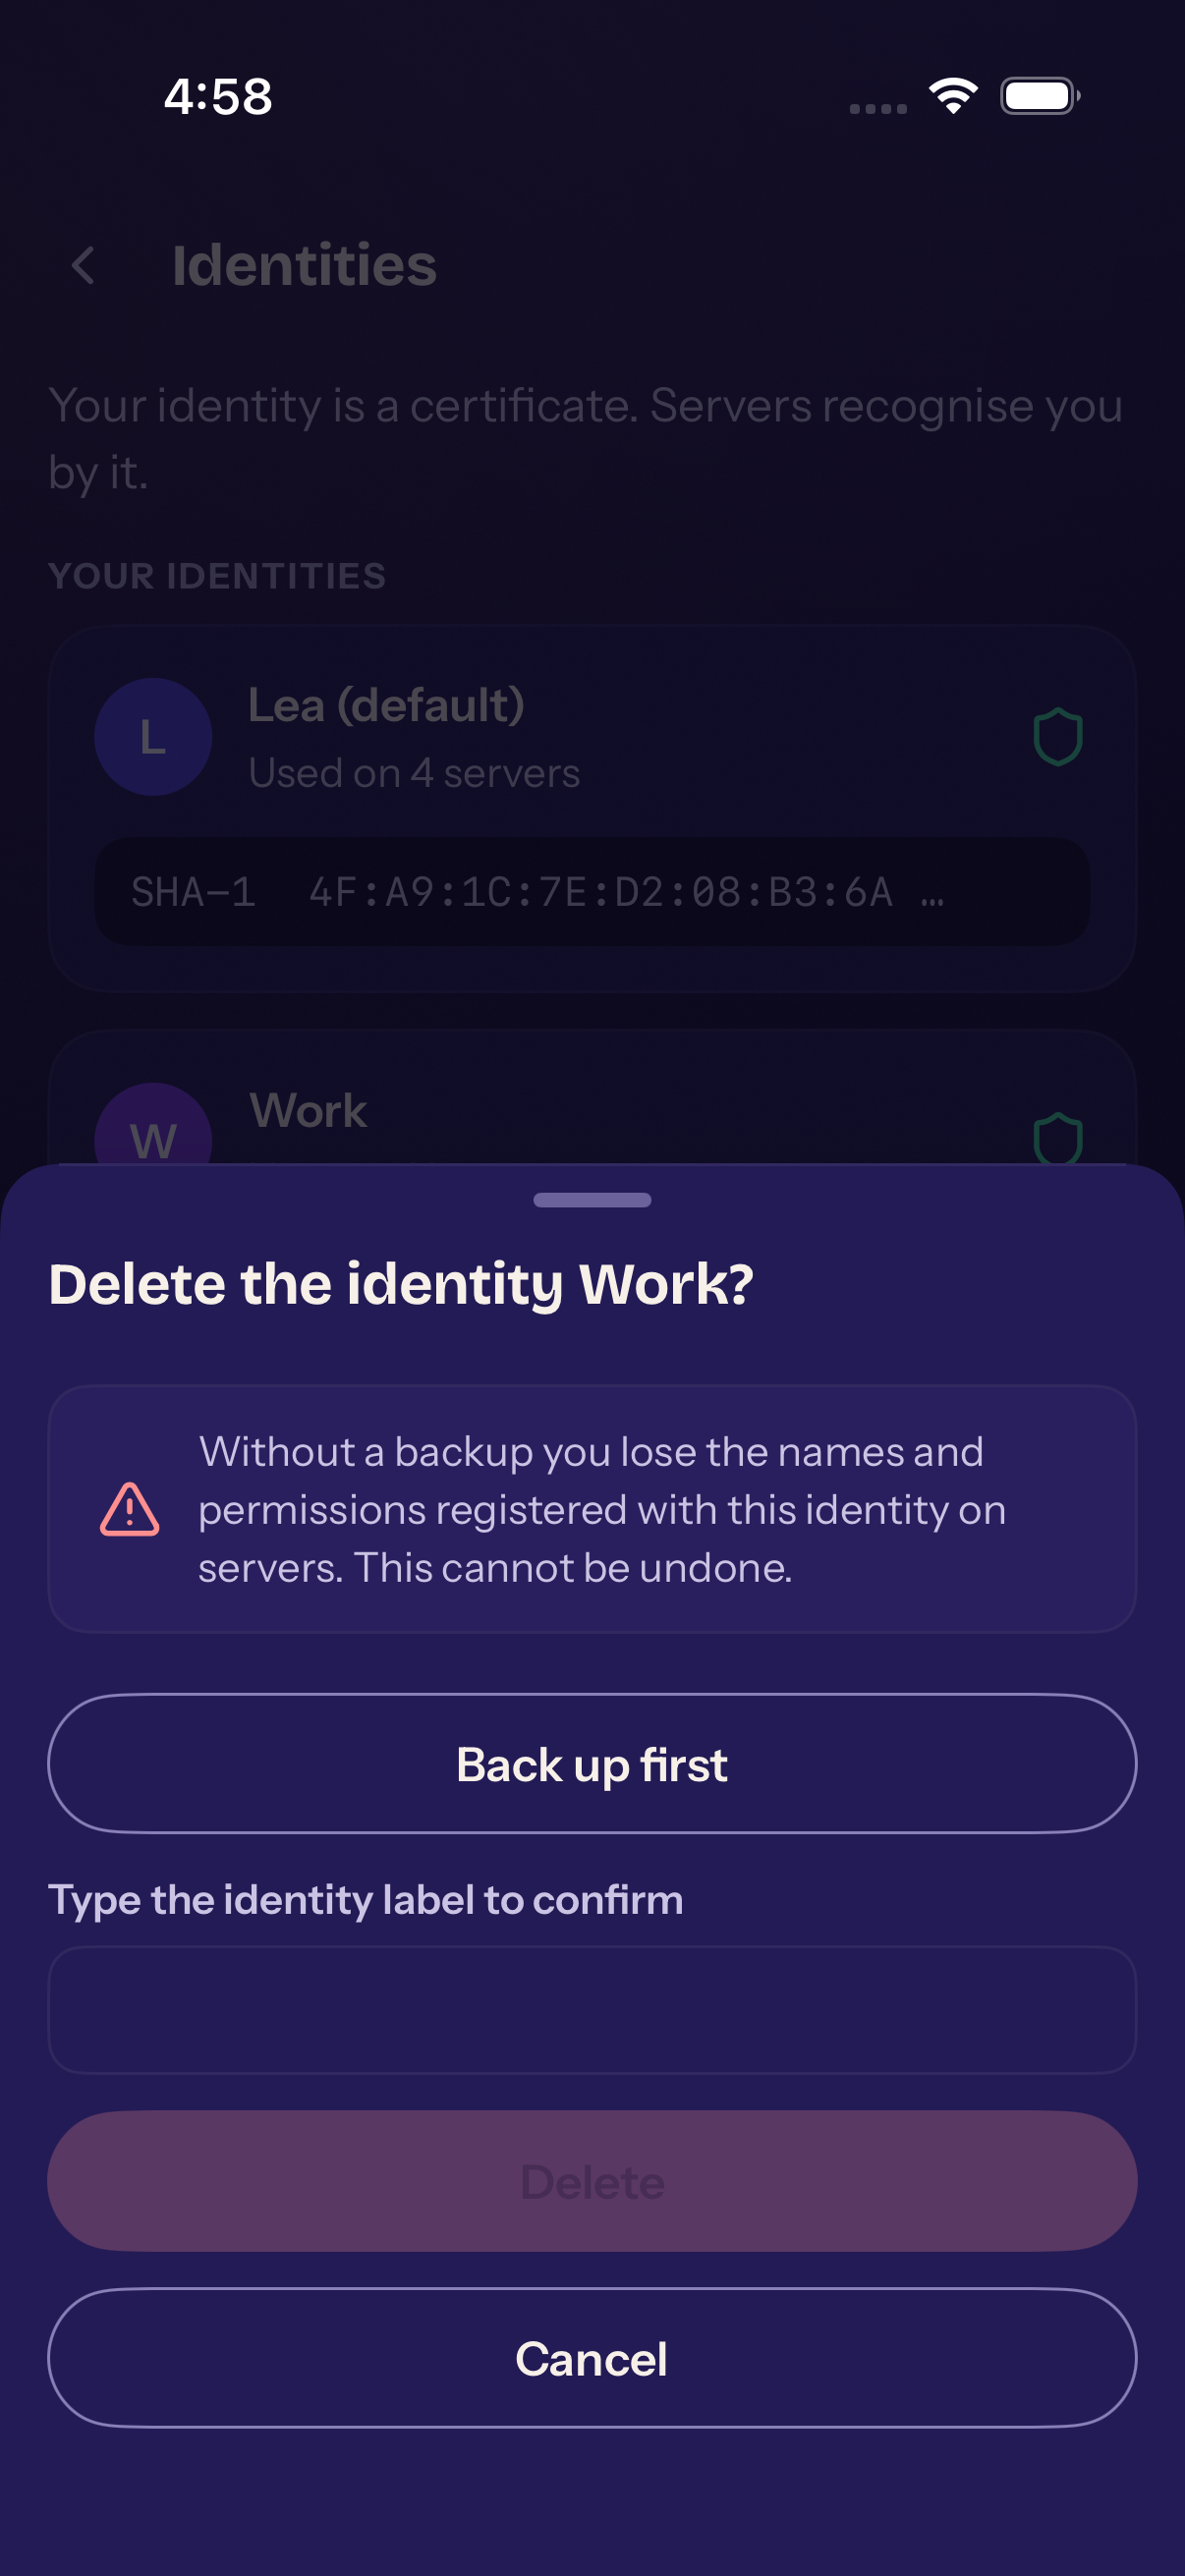 4:58
Identities
Your identity is a certificate. Servers recognise you
by it.
YOUR IDENTITIES
L
Lea (default)
Used on 4 servers
SHA-1 4F:A9:1C:7E:D2:08:B3:6A …
W
Work
Delete the identity Work?
Without a backup you lose the names and
permissions registered with this identity on
servers. This cannot be undone.
Back up first
Type the identity label to confirm
Delete
Cancel